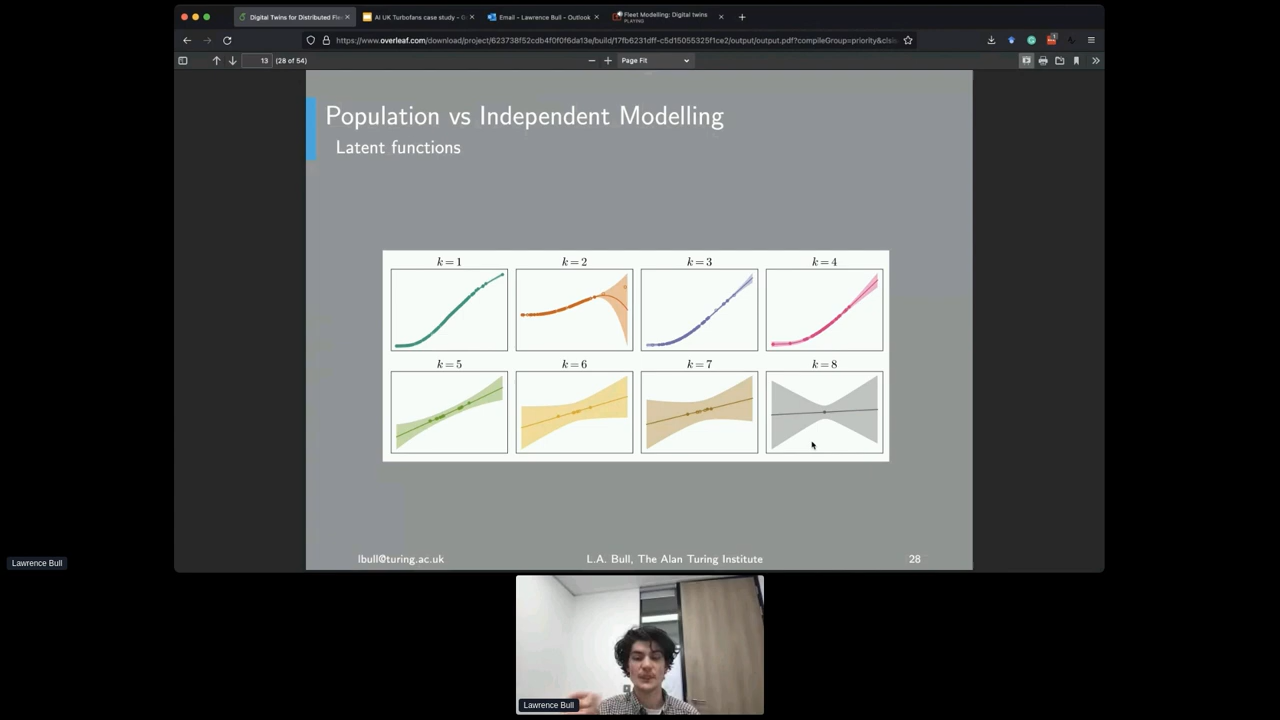 Digital Twins for Distributed Fle
AI UK Turbofans case study - G
Email - Lawrence Bull - Outlook
Fleet Modelling: Digital twins
PLAYING
13 (28 of 54)
Page Fit
Population vs Independent Modelling
Latent functions
k = 1
k = 2
k = 3
k = 4
k = 5
k = 6
k = 7
k = 8
lbull@turing.ac.uk
L.A. Bull, The Alan Turing Institute
28
Lawrence Bull
Lawrence Bull